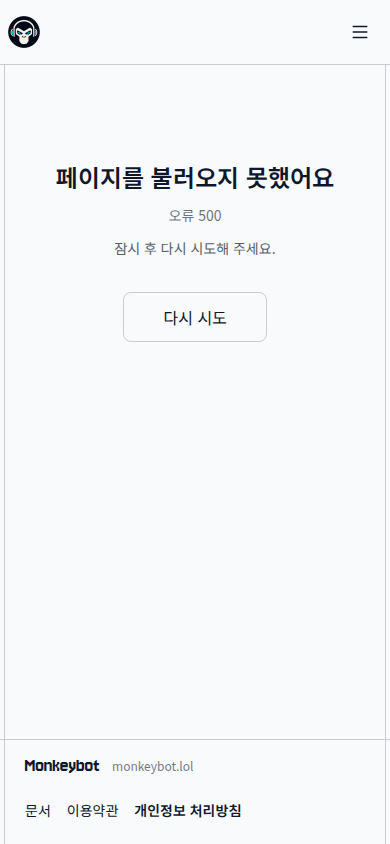 페이지를 불러오지 못했어요
오류 500
잠시 후 다시 시도해 주세요.
다시 시도
Monkeybot monkeybot.lol
문서 이용약관 개인정보 처리방침